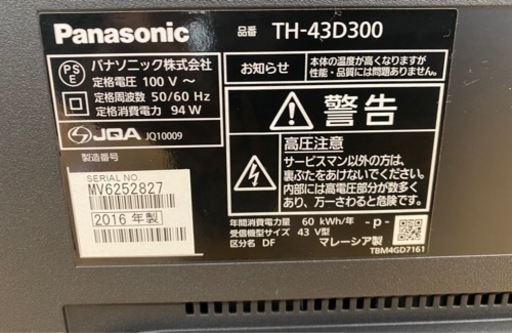 Panasonic
品番 TH-43D300
PS
E
パナソニック株式会社
定格電圧 100 V ～
定格周波数 50/60 Hz
定格消費電力 94 W
JQA JQ10009
製造番号
SERIAL NO.
MV6252827
2016 年製
お知らせ
本体の温度が高くなりますが
性能・品質には問題ありません。
警告
高圧注意
サービスマン以外の方は、
裏ぶたをあけないでください。
内部には高電圧部分が数多く
あり、万一さわると危険です。
年間消費電力量 60 kWh/年 -p-
受信機型サイズ 43 V型
区分名 DF マレーシア製
TBM4GD7161